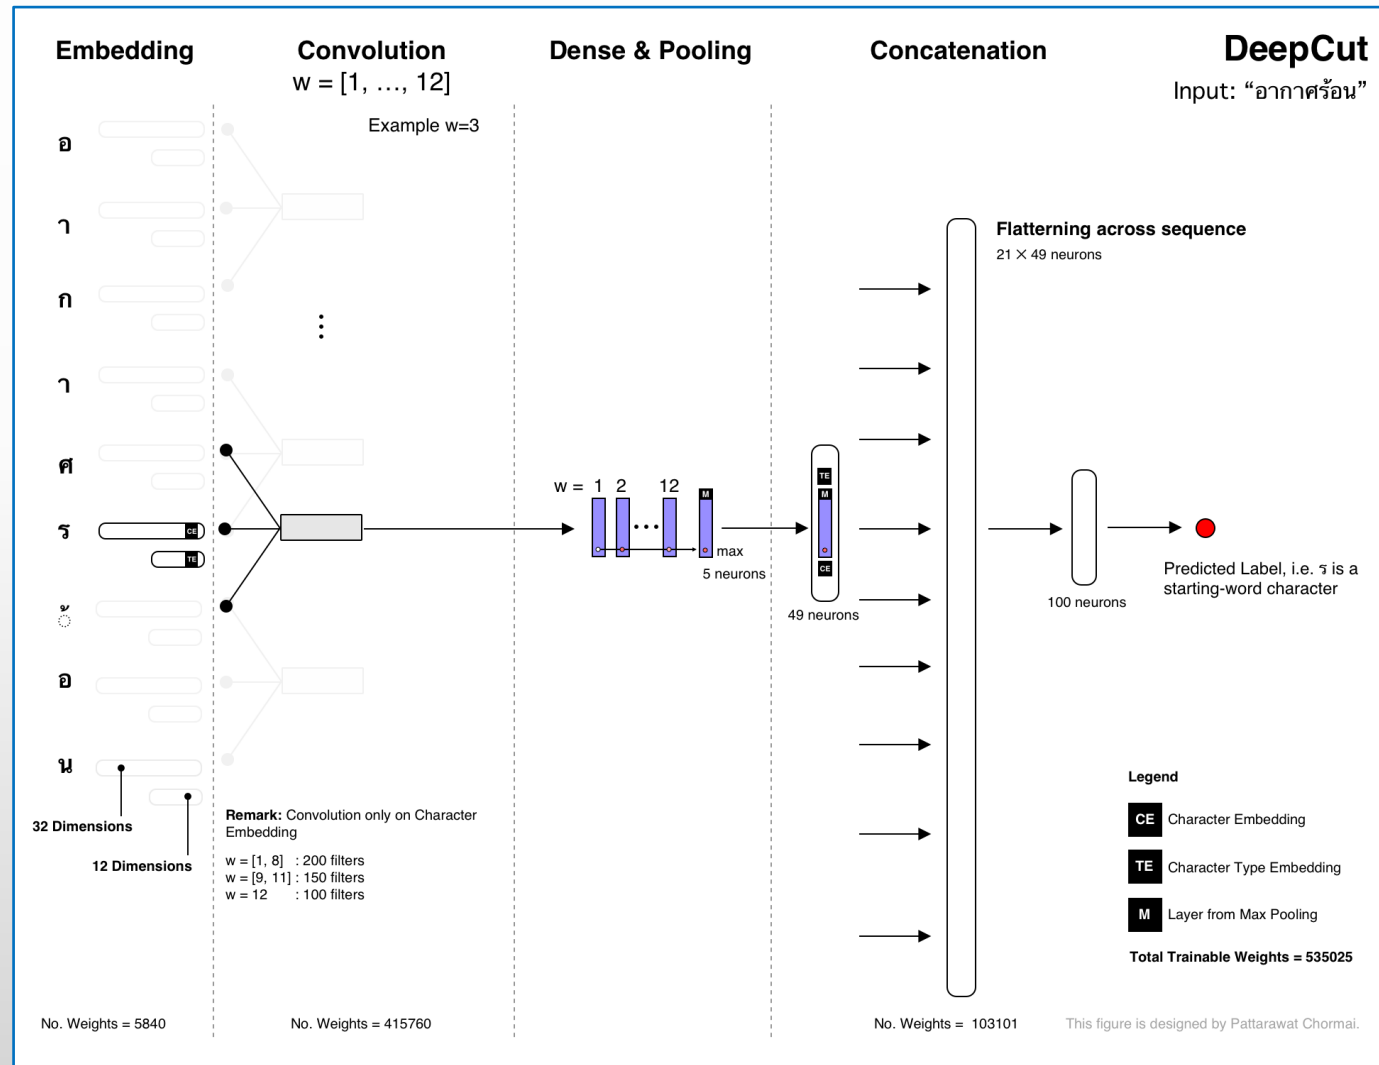 Embedding
Convolution
w = [1, …, 12]
Dense & Pooling
Concatenation
DeepCut
Input: “อากาศร้อน”
Example w=3
อ
า
ก
า
ศ
ร
CE
TE
◌้
อ
น
32 Dimensions
12 Dimensions
Remark: Convolution only on Character
Embedding
w = [1, 8] : 200 filters
w = [9, 11] : 150 filters
w = 12 : 100 filters
w = 1 2 12
M
max
5 neurons
TE
M
CE
49 neurons
Flatterning across sequence
21 × 49 neurons
100 neurons
Predicted Label, i.e. ร is a
starting-word character
Legend
CE Character Embedding
TE Character Type Embedding
M Layer from Max Pooling
Total Trainable Weights = 535025
No. Weights = 5840
No. Weights = 415760
No. Weights = 103101
This figure is designed by Pattarawat Chormai.